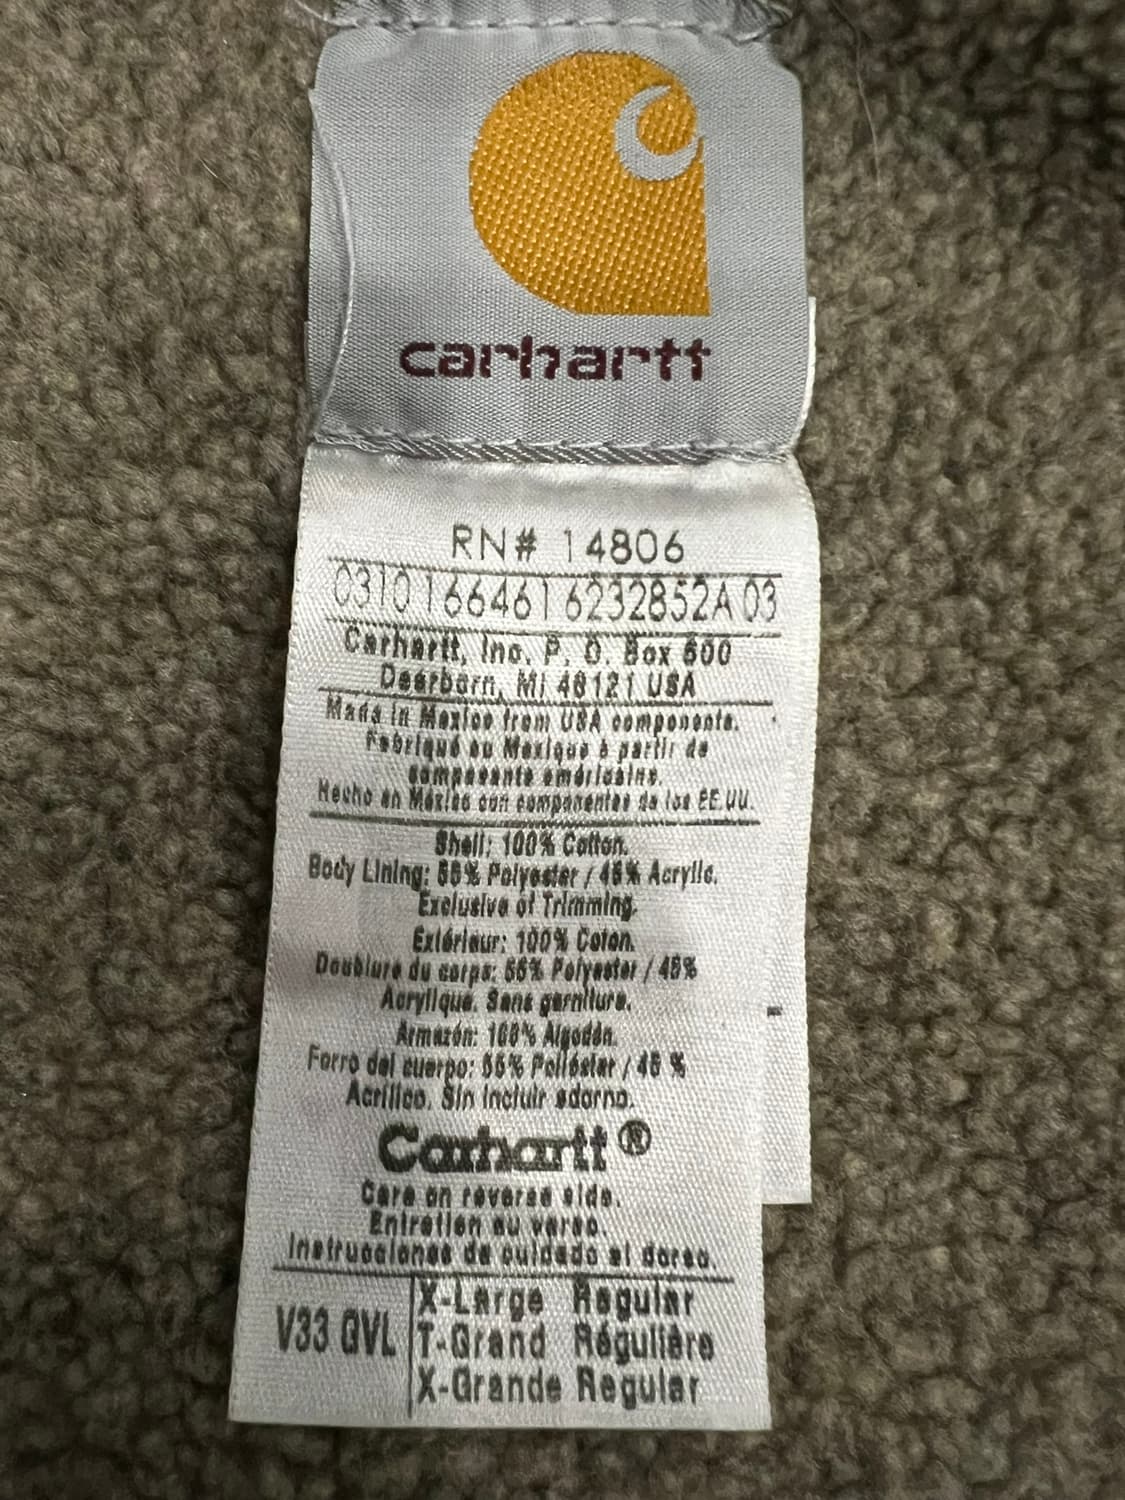 carhartt
RN# 14806
0310 166461 6232852A 03
Carhartt, Inc. P. O. Box 600
Dearborn, MI 48121 USA
Made in Mexico from USA components.
Fabriqué au Mexique à partir de
composants américains.
Hecho en México con componentes de los EE.UU.
Shell: 100% Cotton.
Body Lining: 55% Polyester / 45% Acrylic.
Exclusive of Trimming.
Extérieur: 100% Coton.
Doublure du corps: 55% Polyester / 45%
Acrylique. Sans garniture.
Armazón: 100% Algodón.
Forro del cuerpo: 55% Poliéster / 45 %
Acrílico. Sin incluir adorno.
Carhartt®
Care on reverse side.
Entretien au verso.
Instrucciones de cuidado al dorso.
V33 QVL
X-Large Regular
T-Grand Régulière
X-Grande Regular